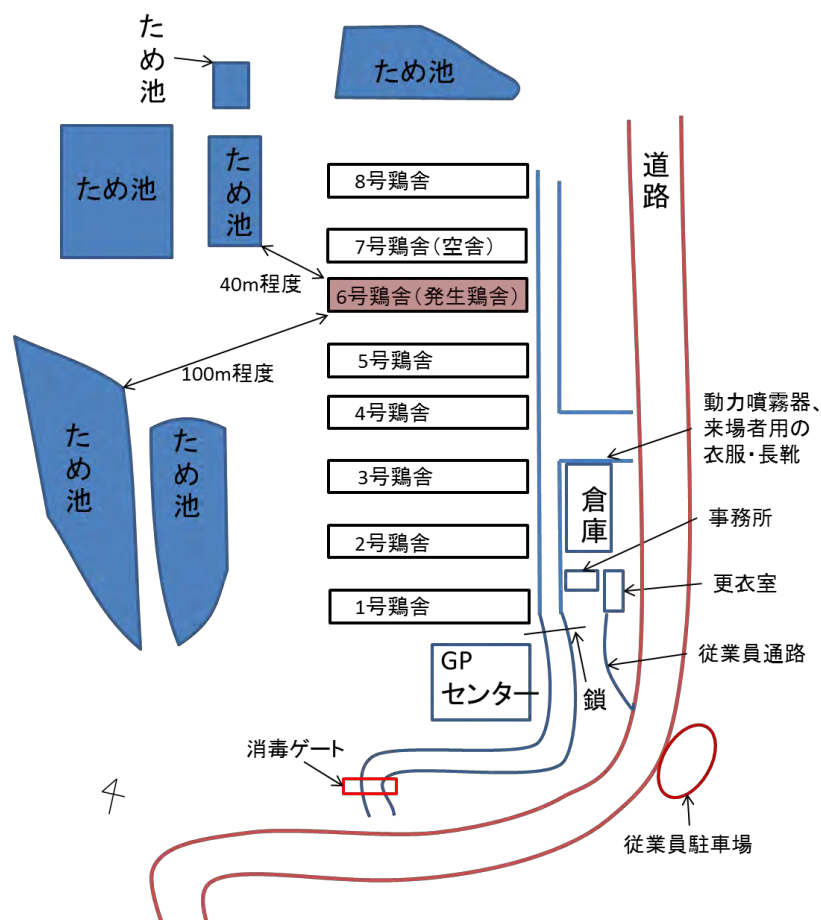 ため池
ため池
ため池
ため池
道路
8号鶏舎
7号鶏舎(空舎)
40m程度
6号鶏舎(発生鶏舎)
5号鶏舎
100m程度
4号鶏舎
動力噴霧器、
来場者用の
衣服・長靴
ため池
ため池
3号鶏舎
倉庫
事務所
2号鶏舎
更衣室
1号鶏舎
従業員通路
GP
センター
鎖
消毒ゲート
従業員駐車場